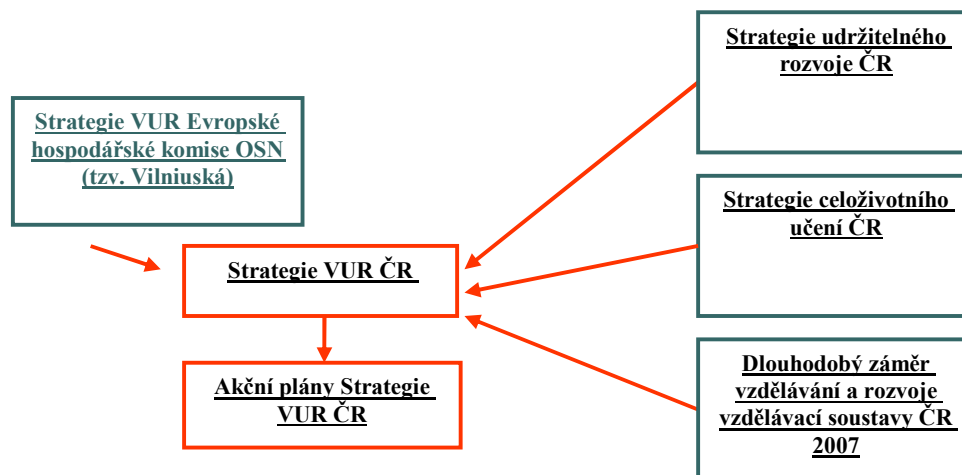 Strategie udržitelného
rozvoje ČR
Strategie VUR Evropské
hospodářské komise OSN
(tzv. Vilniuská)
Strategie celoživotního
učení ČR
Strategie VUR ČR
Dlouhodobý záměr
vzdělávání a rozvoje
vzdělávací soustavy ČR
2007
Akční plány Strategie
VUR ČR